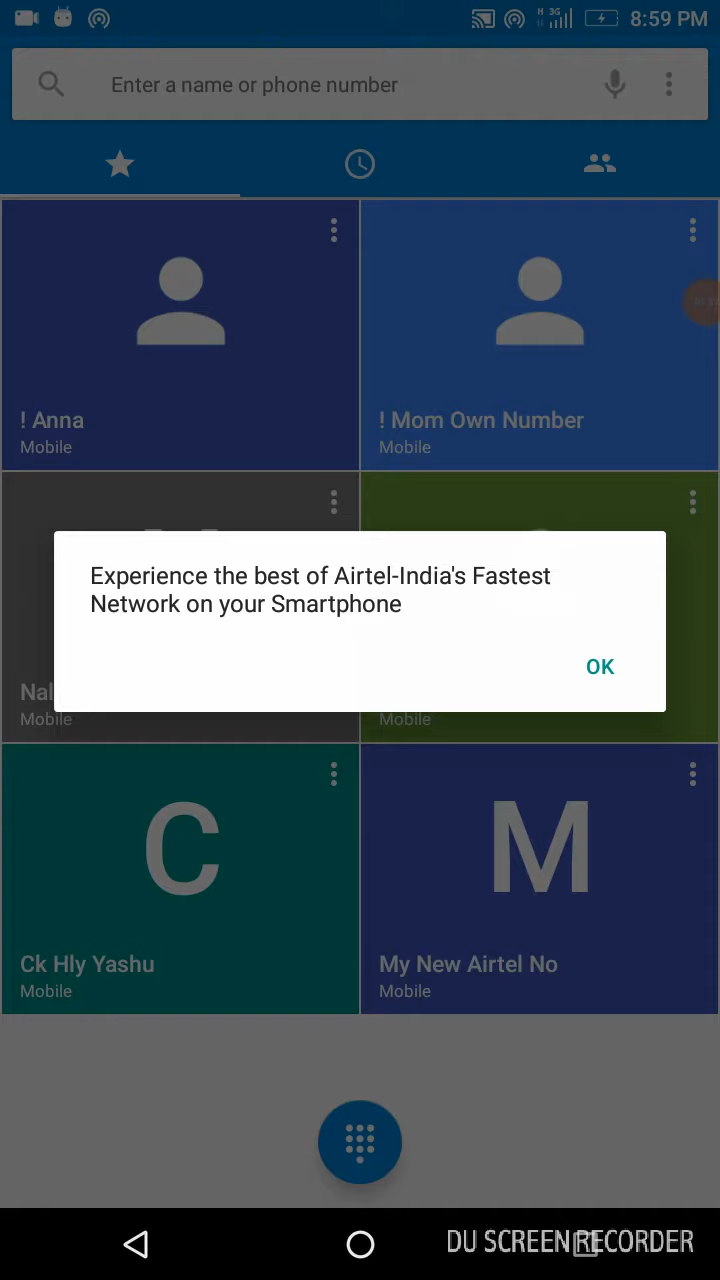 H 3G 8:59 PM
Enter a name or phone number
! Anna
Mobile
! Mom Own Number
Mobile
Experience the best of Airtel-India's Fastest
Network on your Smartphone
OK
Nal
Mobile
Mobile
C
Ck Hly Yashu
Mobile
M
My New Airtel No
Mobile
DU SCREEN RECORDER